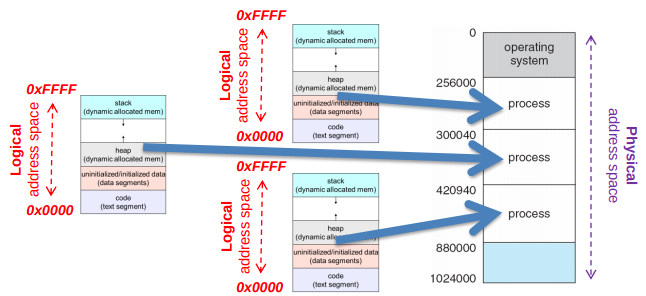 0xFFFF
Logical
address space
0x0000
stack
(dynamic allocated mem)
heap
(dynamic allocated mem)
uninitialized/initialized data
(data segments)
code
(text segment)
0xFFFF
Logical
address space
0x0000
stack
(dynamic allocated mem)
heap
(dynamic allocated mem)
uninitialized/initialized data
(data segments)
code
(text segment)
0xFFFF
Logical
address space
0x0000
stack
(dynamic allocated mem)
heap
(dynamic allocated mem)
uninitialized/initialized data
(data segments)
code
(text segment)
0
operating
system
256000
process
300040
process
420940
process
880000
1024000
Physical
address space